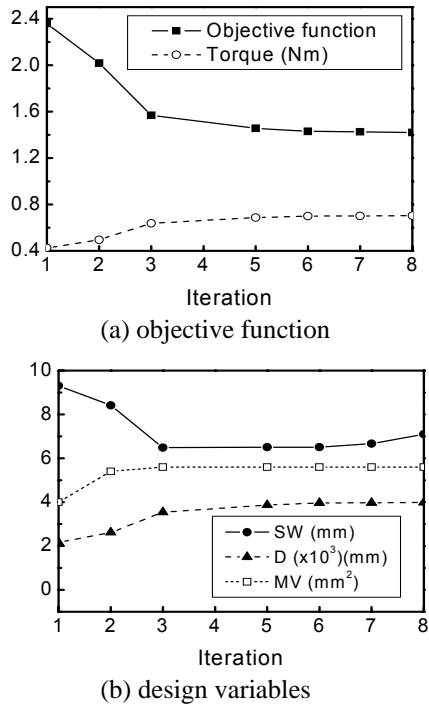 2.4
2.0
1.6
1.2
0.8
0.4
Objective function
Torque (Nm)
1 2 3 4 5 6 7 8
Iteration
(a) objective function
10
8
6
4
2
0
SW (mm)
D (x10³)(mm)
MV (mm²)
1 2 3 4 5 6 7 8
Iteration
(b) design variables